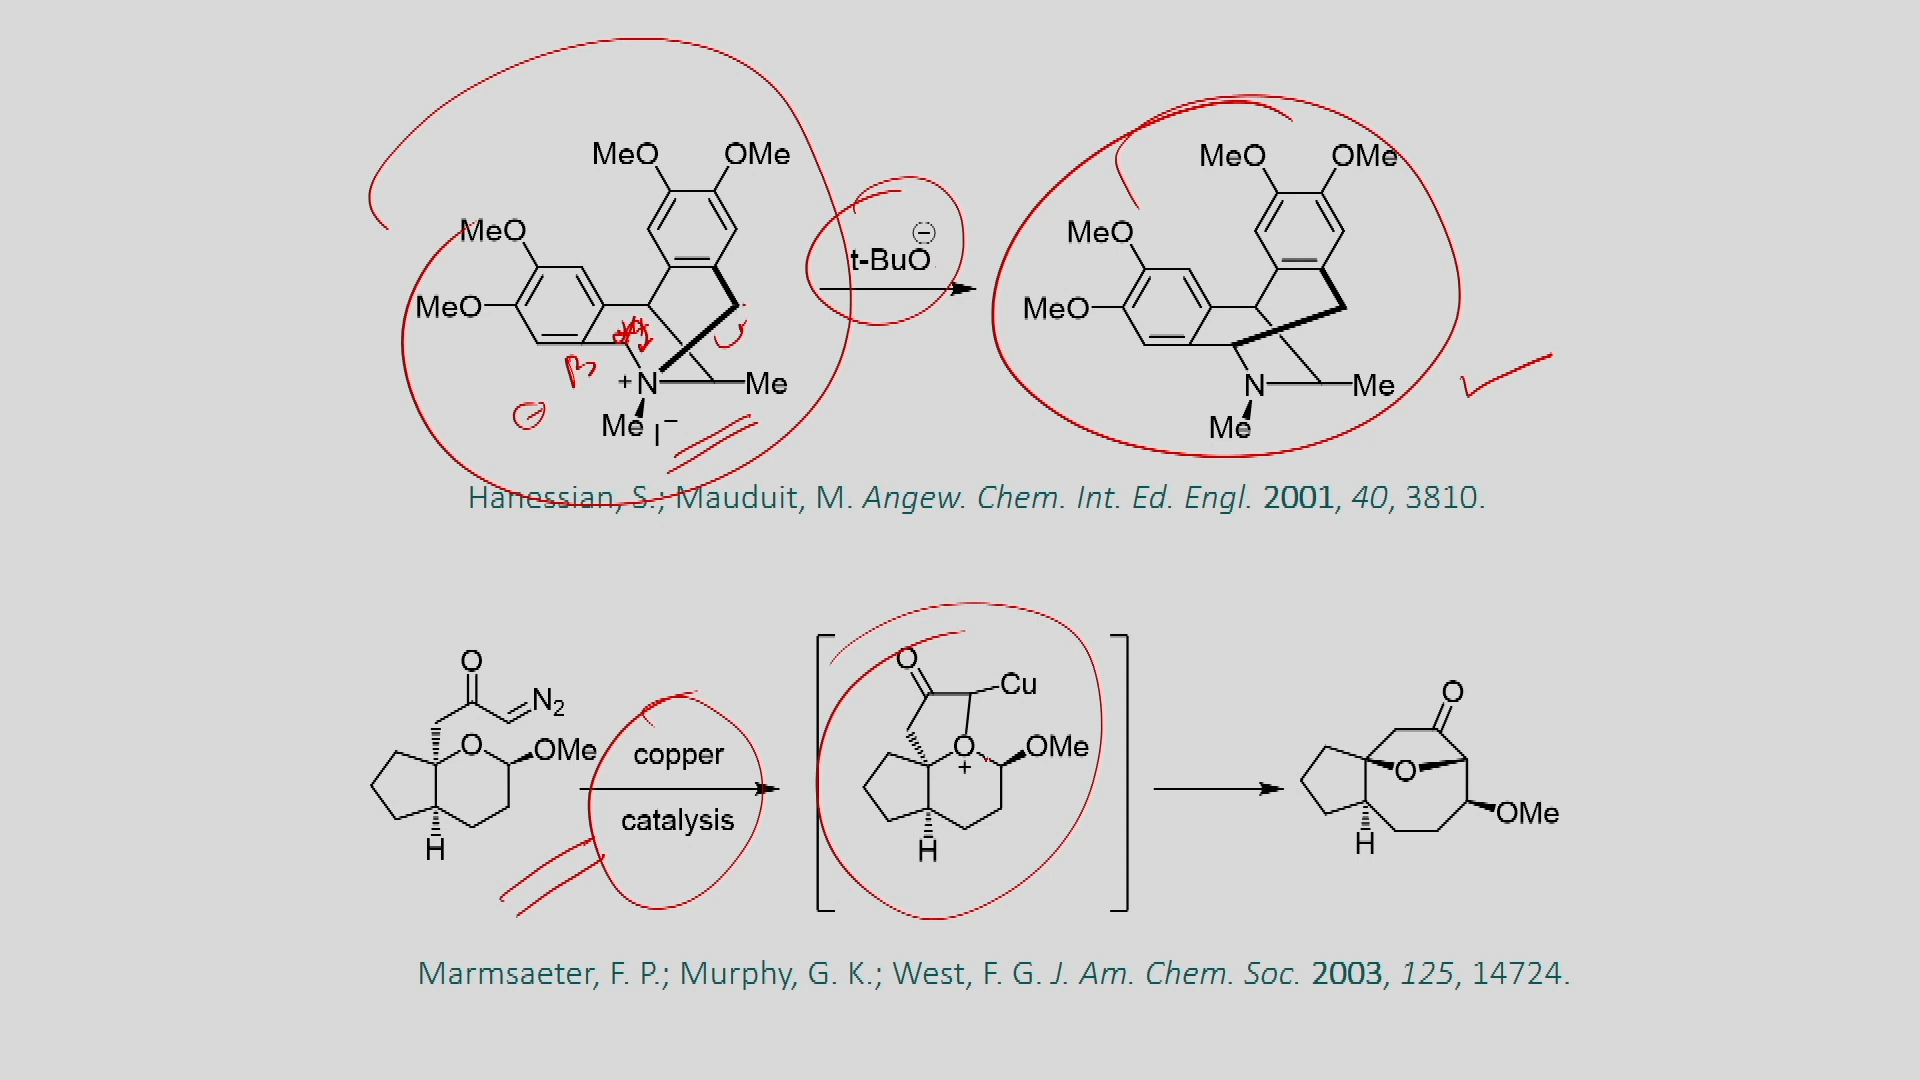 MeO OMe
MeO
MeO
+N Me
Me I−
t-BuO ⊖
MeO OMe
MeO
MeO
N Me
Me
β
⊖
Hanessian, S.; Mauduit, M. Angew. Chem. Int. Ed. Engl. 2001, 40, 3810.
O
N2
O OMe
H
copper
catalysis
O
Cu
O OMe
+
H
O
O
OMe
H
Marmsaeter, F. P.; Murphy, G. K.; West, F. G. J. Am. Chem. Soc. 2003, 125, 14724.